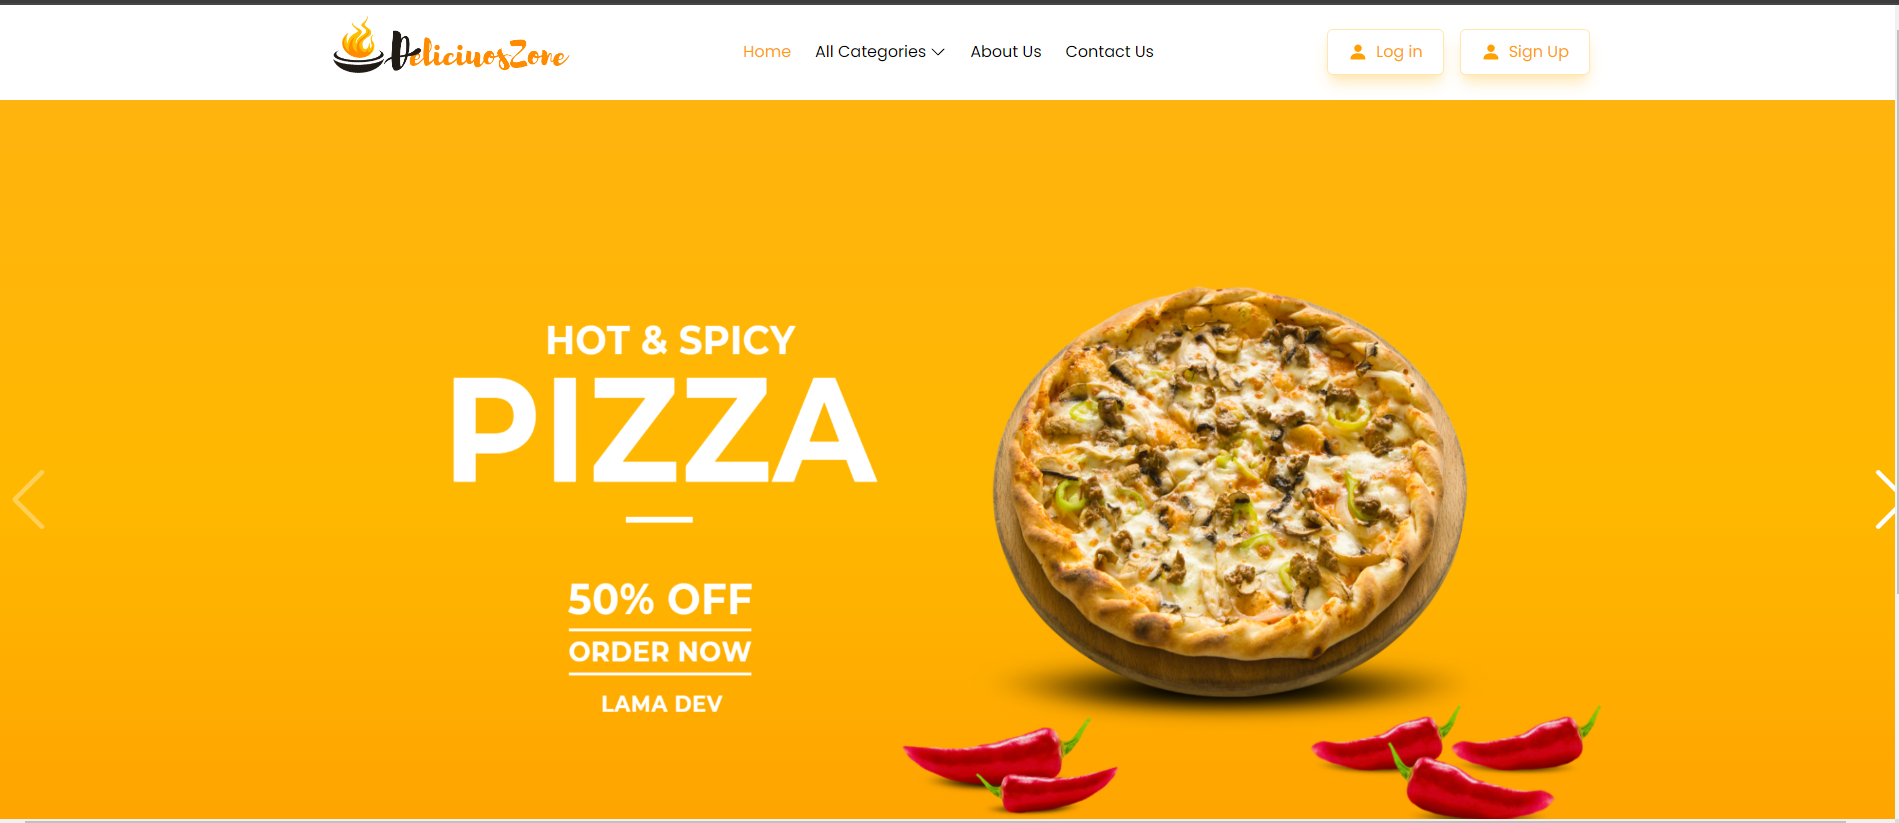 DeliciuosZone
Home All Categories About Us Contact Us
Log in Sign Up
HOT & SPICY
PIZZA
50% OFF
ORDER NOW
LAMA DEV